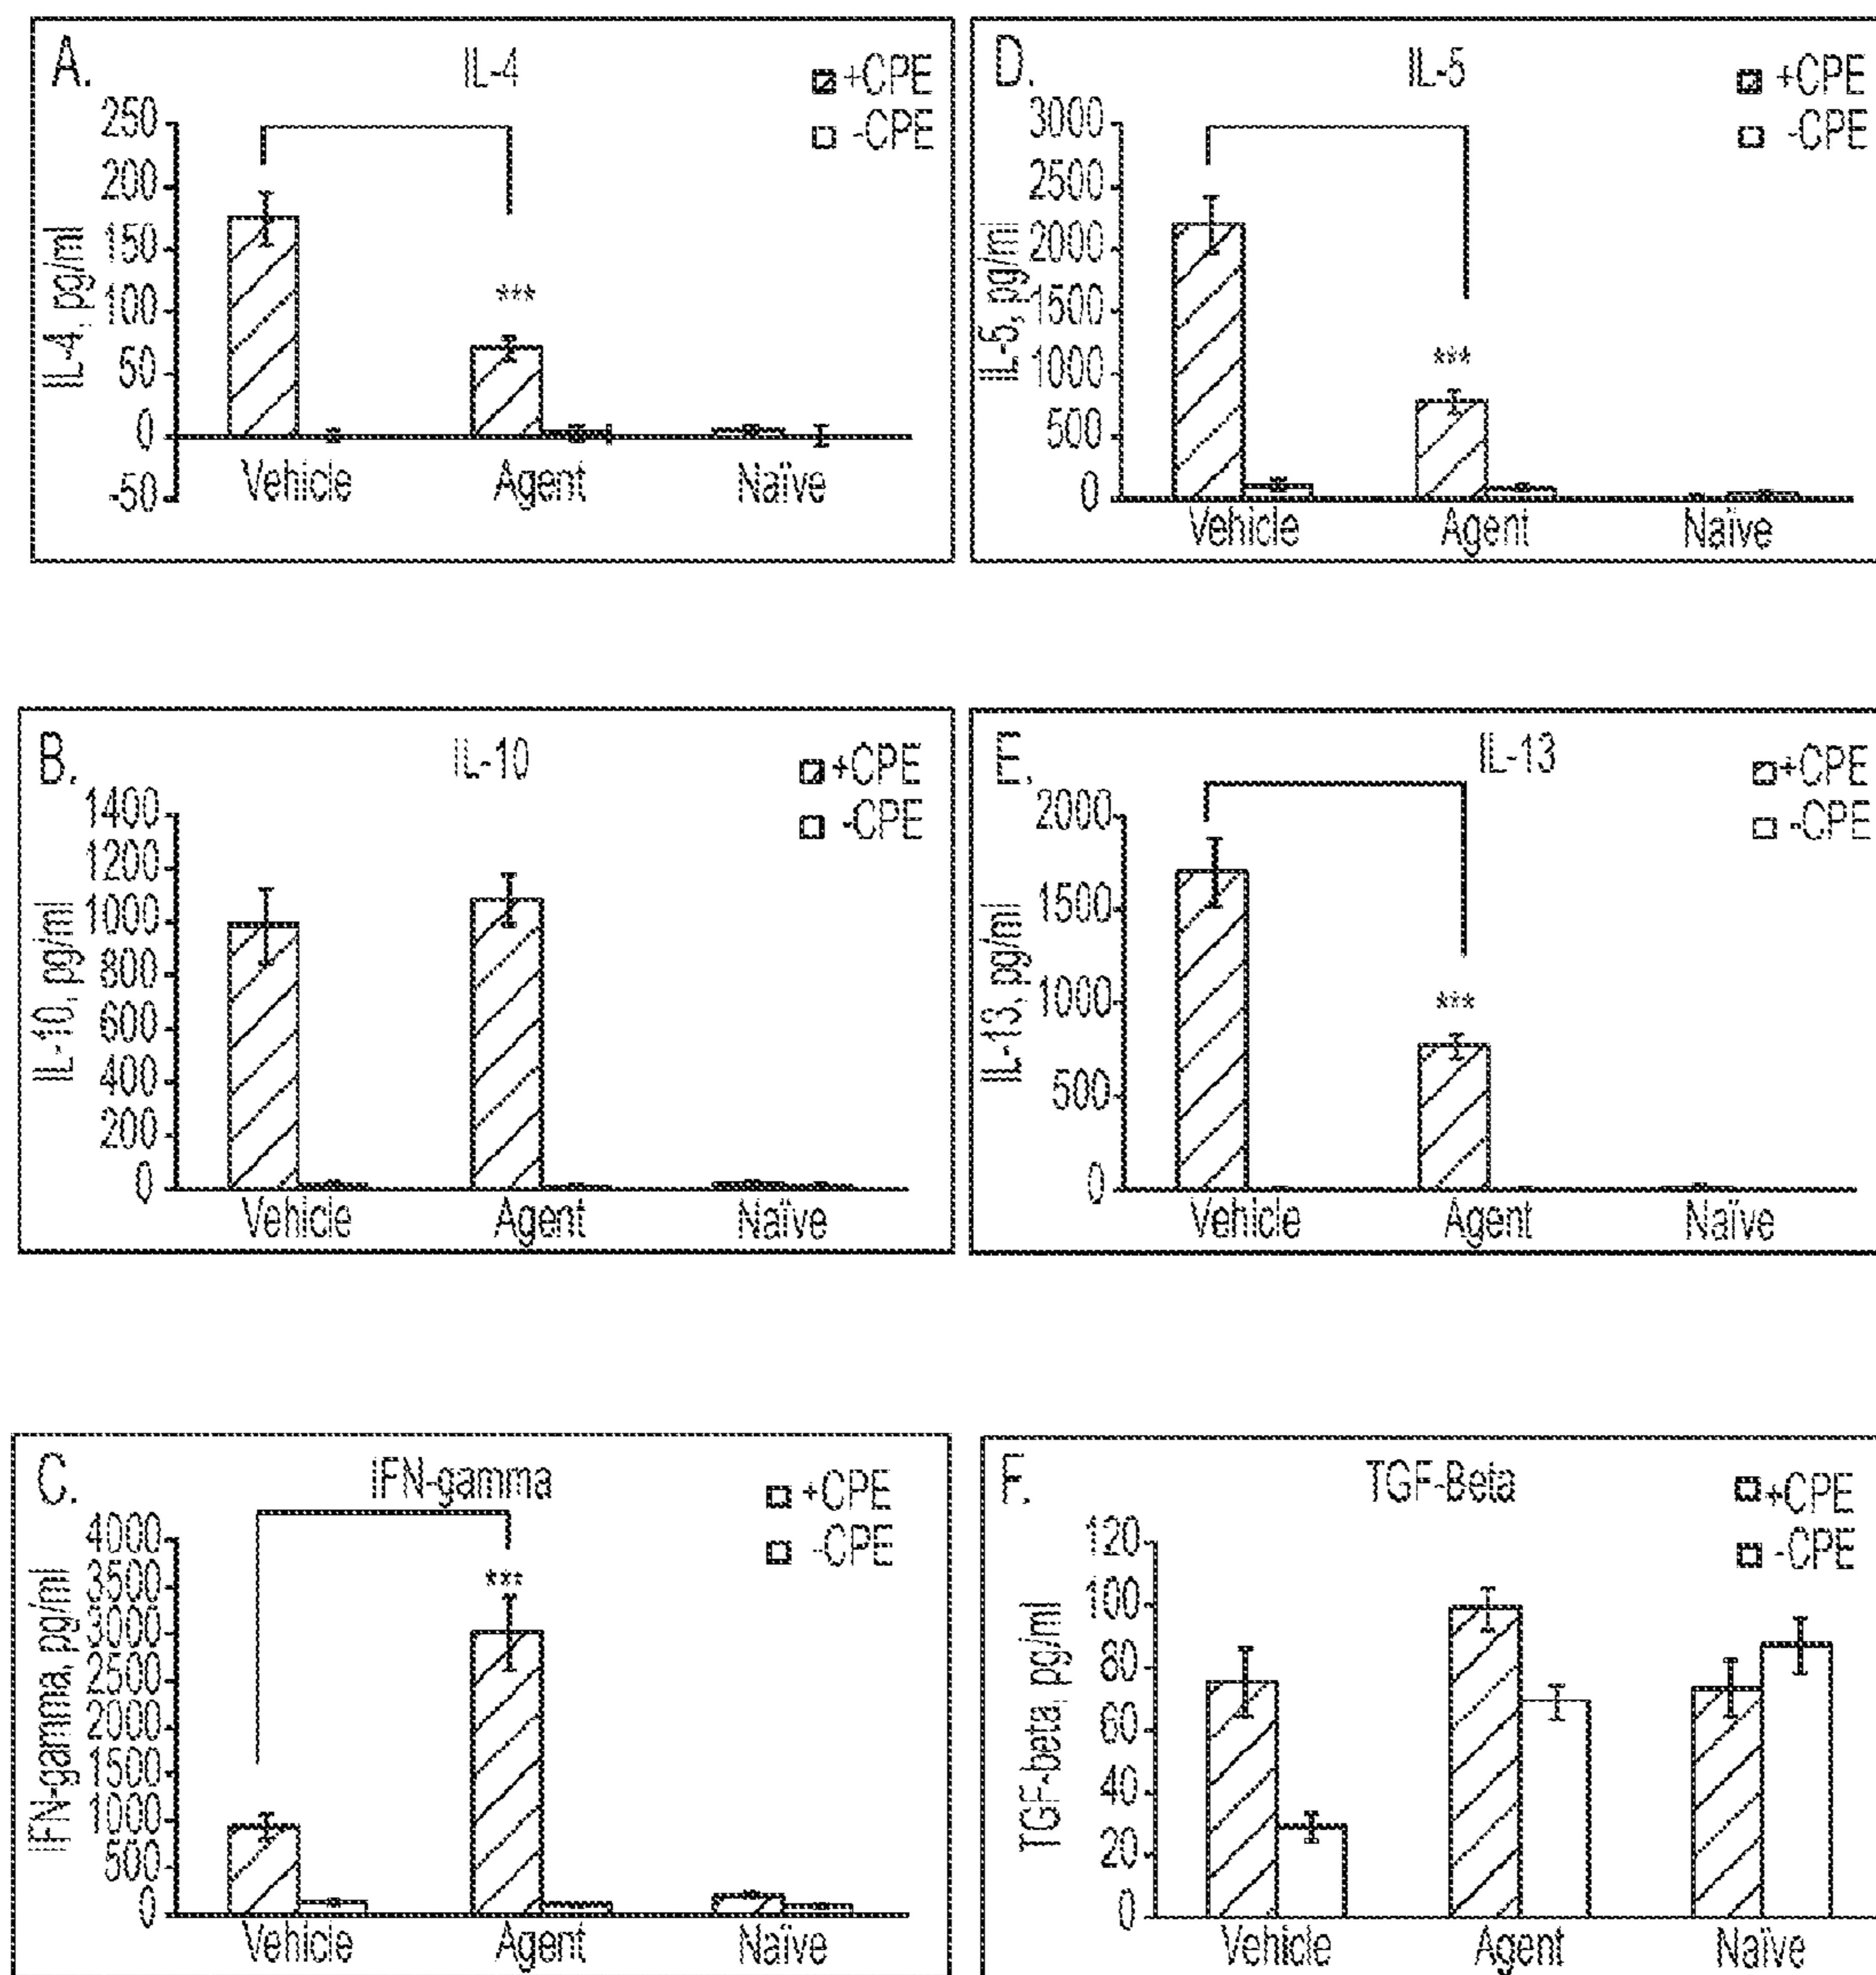 A.
IL-4
+CPE
-CPE
IL-4, pg/ml
250
200
150
100
50
0
-50
***
Vehicle
Agent
Naïve
D.
IL-5
+CPE
-CPE
IL-5, pg/ml
3000
2500
2000
1500
1000
500
0
***
Vehicle
Agent
Naïve
B.
IL-10
+CPE
-CPE
IL-10, pg/ml
1400
1200
1000
800
600
400
200
0
Vehicle
Agent
Naïve
E.
IL-13
+CPE
-CPE
IL-13, pg/ml
2000
1500
1000
500
0
***
Vehicle
Agent
Naïve
C.
IFN-gamma
+CPE
-CPE
IFN-gamma, pg/ml
4000
3500
3000
2500
2000
1500
1000
500
0
***
Vehicle
Agent
Naïve
F.
TGF-Beta
+CPE
-CPE
TGF-beta, pg/ml
120
100
80
60
40
20
0
Vehicle
Agent
Naïve